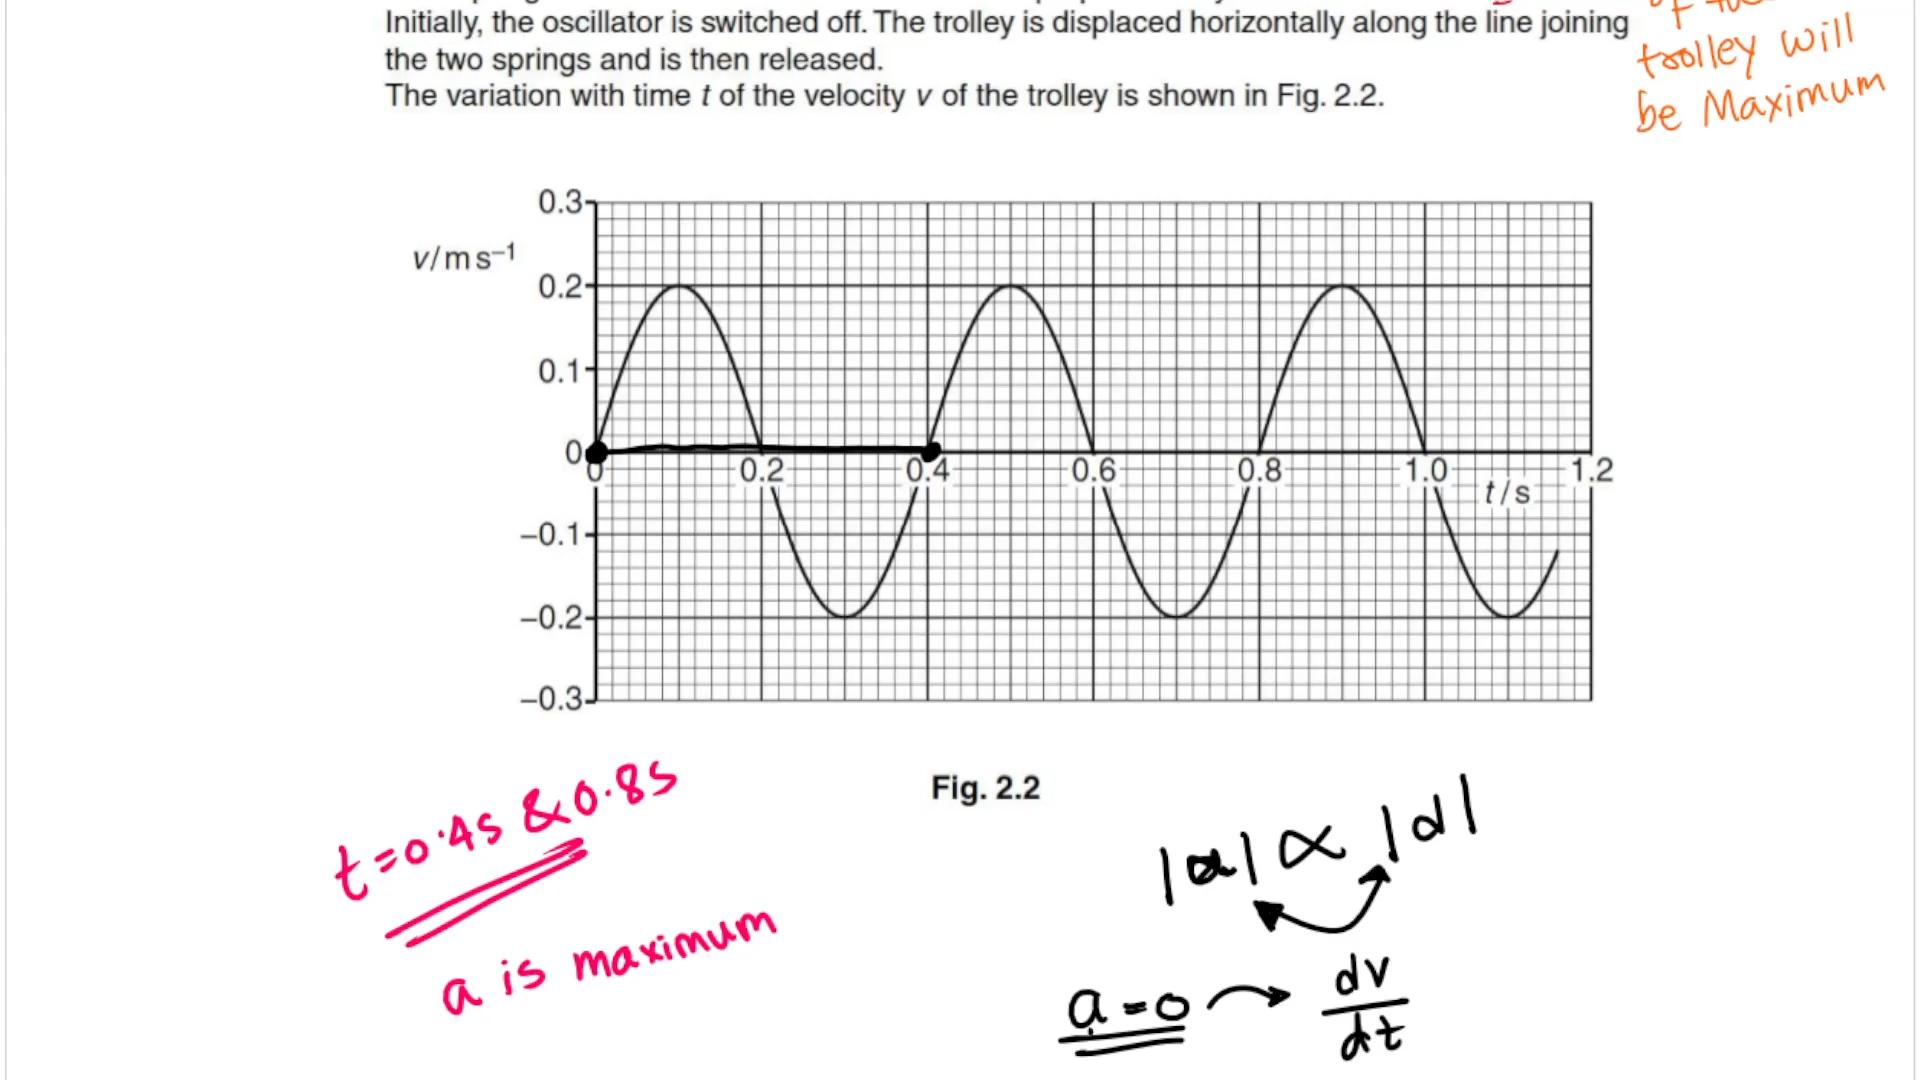 Initially, the oscillator is switched off. The trolley is displaced horizontally along the line joining
the two springs and is then released.
The variation with time t of the velocity v of the trolley is shown in Fig. 2.2.
of the
trolley will
be Maximum
v/m s⁻¹
0.3
0.2
0.1
0
−0.1
−0.2
−0.3
0 0.2 0.4 0.6 0.8 1.0 1.2
t/s
Fig. 2.2
t=0.4s & 0.8s
a is maximum
|a| ∝ |d|
a=0 → dv/dt